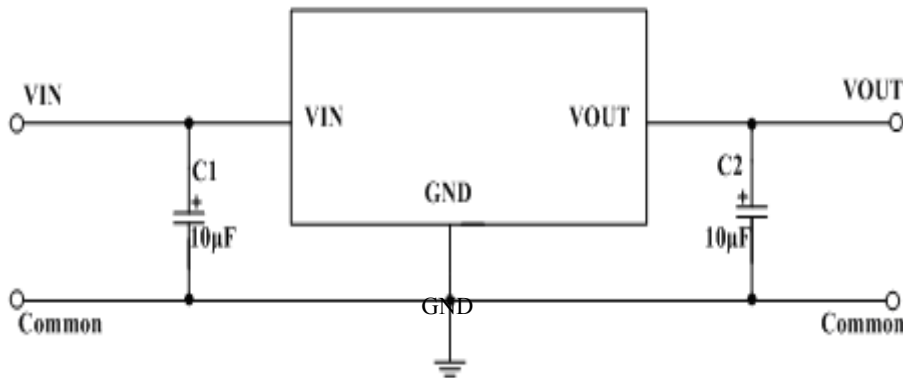 VIN
VOUT
VIN
VOUT
C1
+
10μF
GND
C2
+
10μF
GND
Common
Common